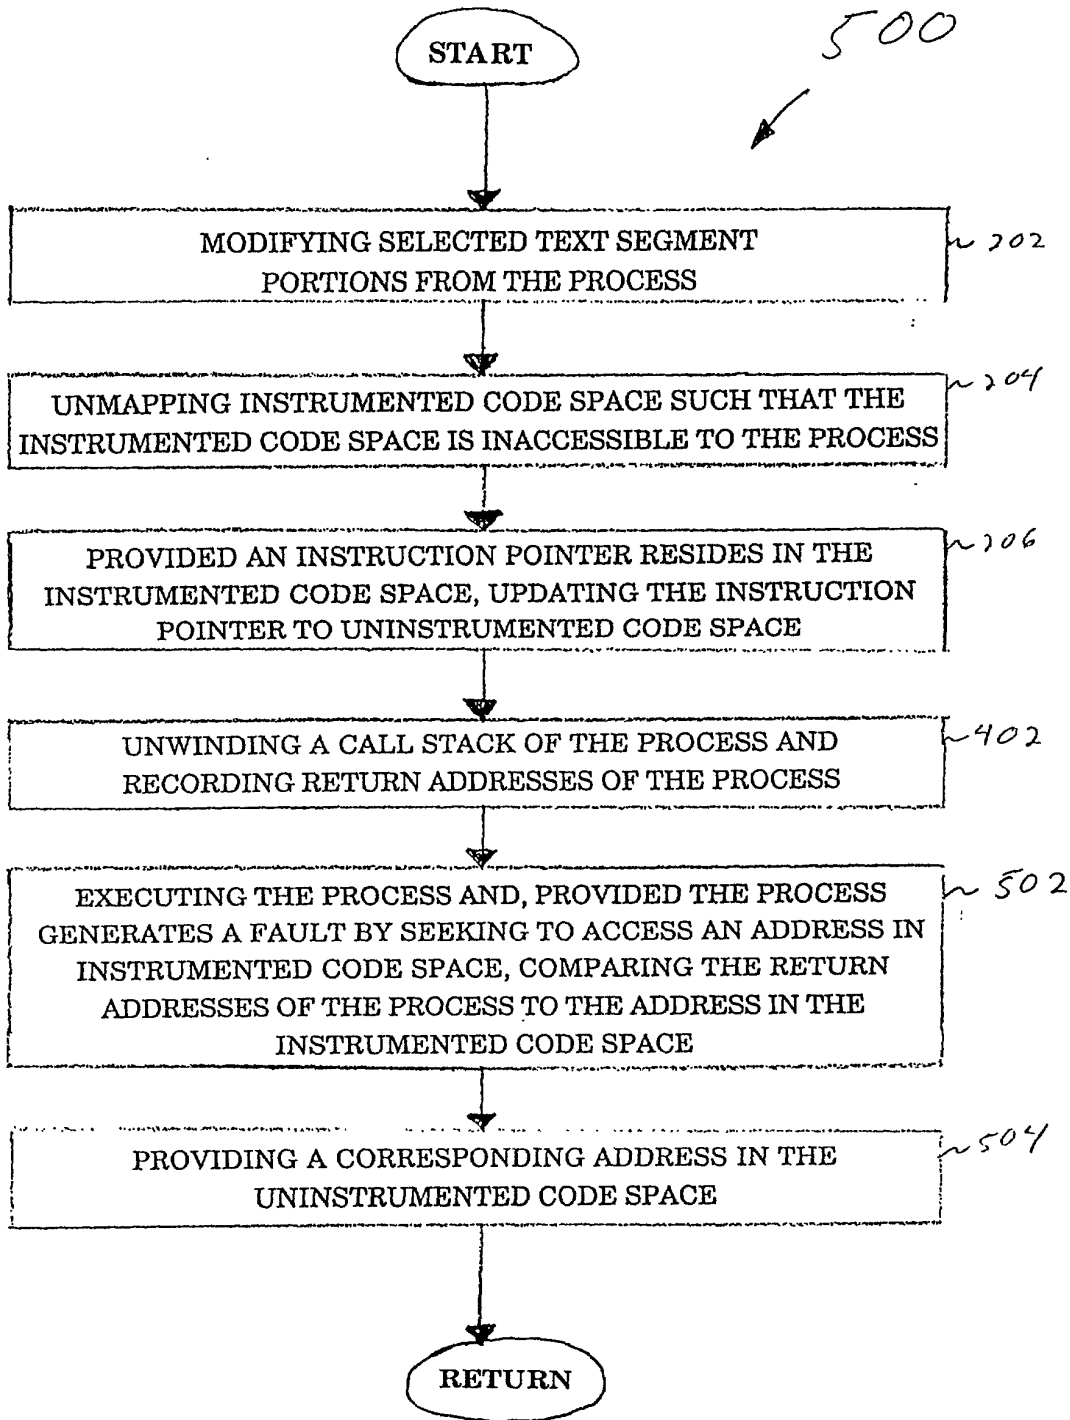 500
START
MODIFYING SELECTED TEXT SEGMENT
PORTIONS FROM THE PROCESS
202
UNMAPPING INSTRUMENTED CODE SPACE SUCH THAT THE
INSTRUMENTED CODE SPACE IS INACCESSIBLE TO THE PROCESS
204
PROVIDED AN INSTRUCTION POINTER RESIDES IN THE
INSTRUMENTED CODE SPACE, UPDATING THE INSTRUCTION
POINTER TO UNINSTRUMENTED CODE SPACE
206
UNWINDING A CALL STACK OF THE PROCESS AND
RECORDING RETURN ADDRESSES OF THE PROCESS
402
EXECUTING THE PROCESS AND, PROVIDED THE PROCESS
GENERATES A FAULT BY SEEKING TO ACCESS AN ADDRESS IN
INSTRUMENTED CODE SPACE, COMPARING THE RETURN
ADDRESSES OF THE PROCESS TO THE ADDRESS IN THE
INSTRUMENTED CODE SPACE
502
PROVIDING A CORRESPONDING ADDRESS IN THE
UNINSTRUMENTED CODE SPACE
504
RETURN